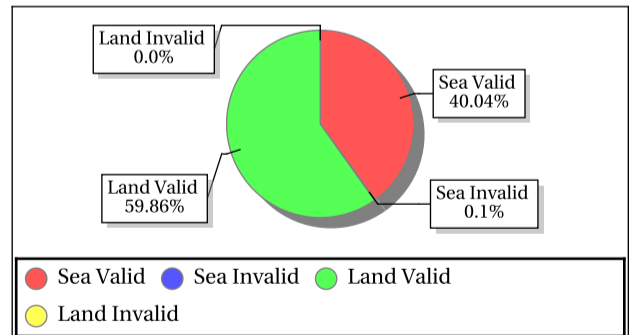 Land Invalid
0.0%
Sea Valid
40.04%
Land Valid
59.86%
Sea Invalid
0.1%
Sea Valid Sea Invalid Land Valid
Land Invalid